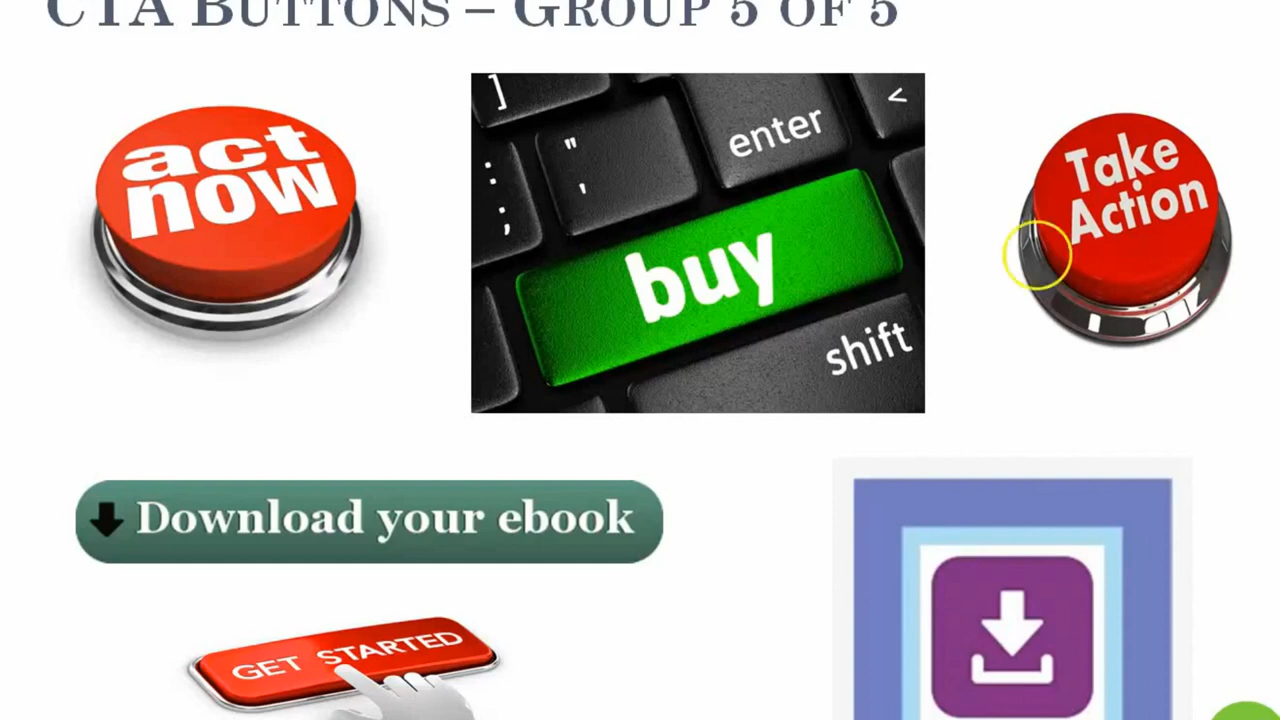 CTA BUTTONS – GROUP 5 OF 5
act
now
]
"
'
:
;
enter
<
buy
shift
Take
Action
Download your ebook
GET STARTED